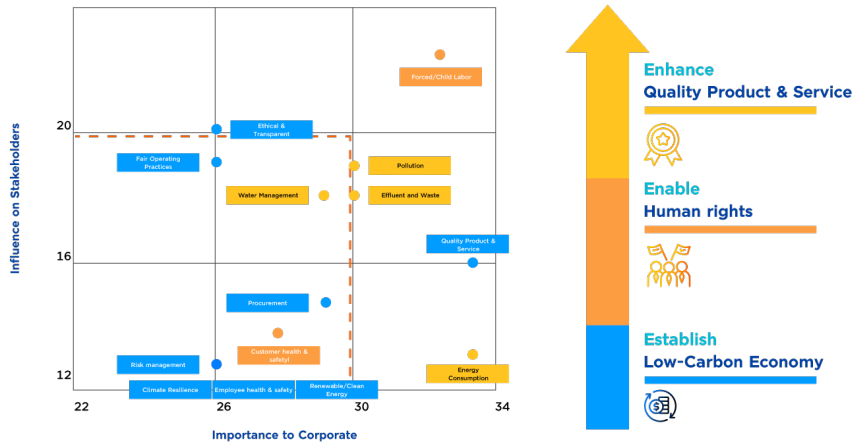 Influence on Stakeholders
20
16
12
22
26
30
34
Importance to Corporate
Forced/Child Labor
Ethical &
Transparent
Fair Operating
Practices
Pollution
Water Management
Effluent and Waste
Quality Product &
Service
Procurement
Customer health &
safetyl
Risk management
Energy
Consumption
Climate Resilience
Employee health & safety
Renewable/Clean
Energy
Enhance
Quality Product & Service
Enable
Human rights
Establish
Low-Carbon Economy
$